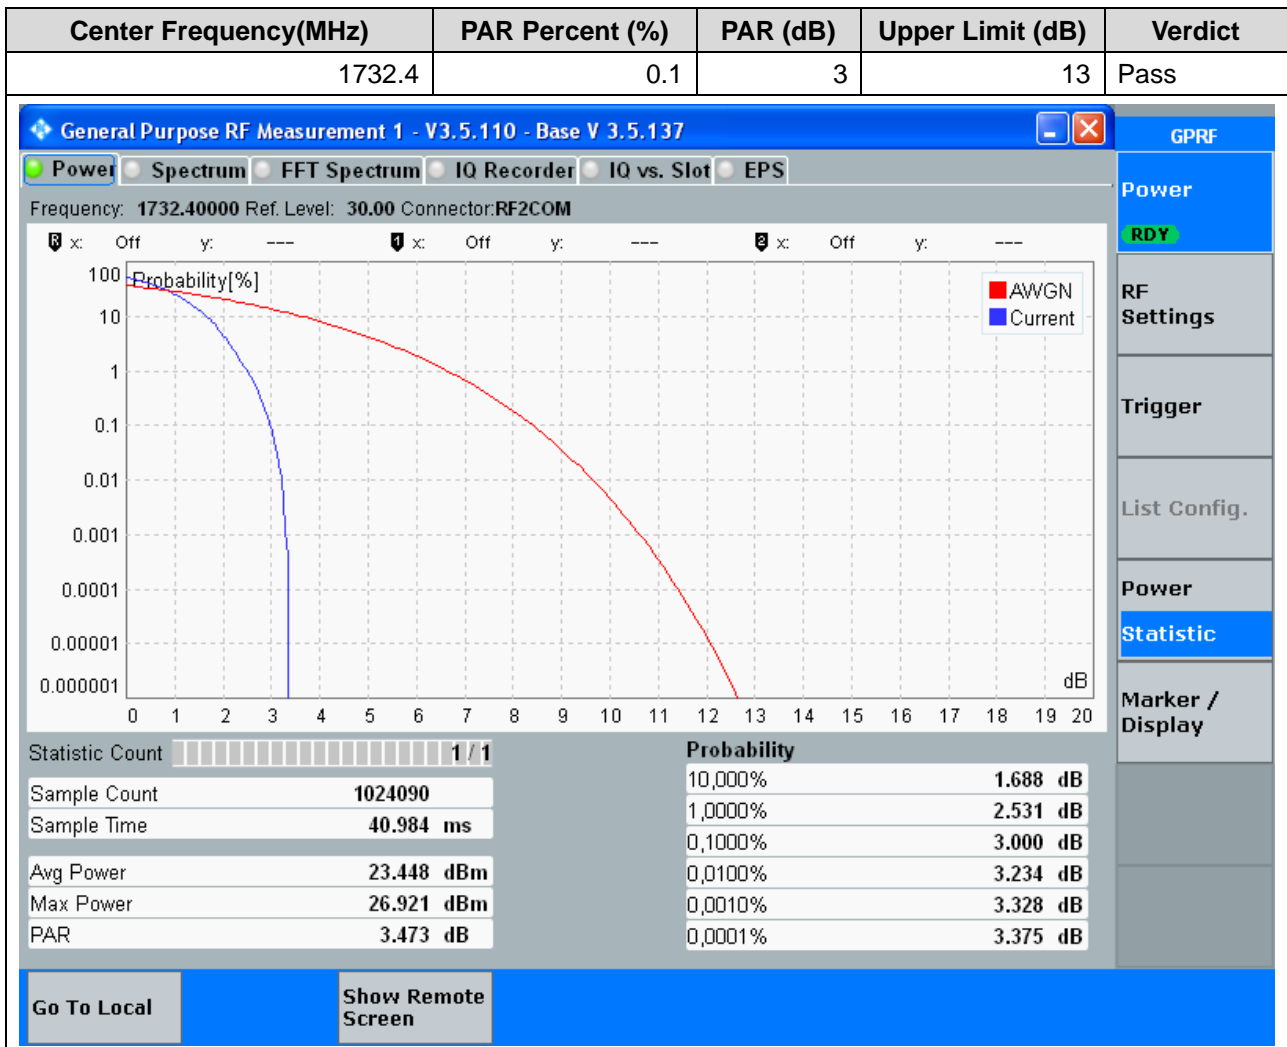 Center Frequency(MHz) PAR Percent (%) PAR (dB) Upper Limit (dB) Verdict
1732.4 0.1 3 13 Pass
General Purpose RF Measurement 1 - V3.5.110 - Base V 3.5.137
GPRF
Power Spectrum FFT Spectrum IQ Recorder IQ vs. Slot EPS
Power
RDY
Frequency: 1732.40000 Ref. Level: 30.00 Connector:RF2COM
R x: Off y: --- 1 x: Off y: --- 2 x: Off y: ---
Probability[%]
AWGN
Current
100
10
1
0.1
0.01
0.001
0.0001
0.00001
0.000001
dB
0 1 2 3 4 5 6 7 8 9 10 11 12 13 14 15 16 17 18 19 20
RF
Settings
Trigger
List Config.
Power
Statistic
Marker /
Display
Statistic Count 1 / 1
Sample Count 1024090
Sample Time 40.984 ms
Avg Power 23.448 dBm
Max Power 26.921 dBm
PAR 3.473 dB
Probability
10,000% 1.688 dB
1,0000% 2.531 dB
0,1000% 3.000 dB
0,0100% 3.234 dB
0,0010% 3.328 dB
0,0001% 3.375 dB
Go To Local
Show Remote
Screen